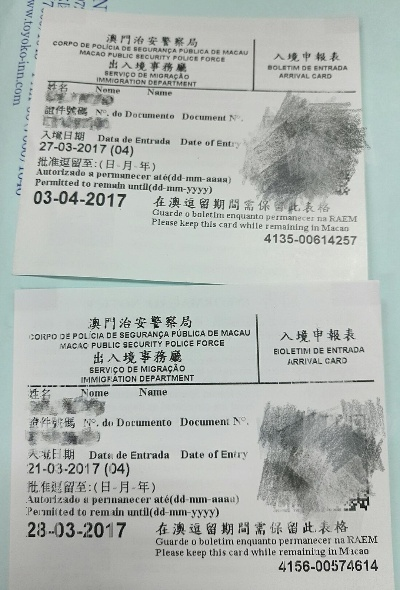 澳門治安警察局
CORPO DE POLÍCIA DE SEGURANÇA PÚBLICA DE MACAU
MACAO PUBLIC SECURITY POLICE FORCE
出入境事務廳
SERVIÇO DE MIGRAÇÃO
IMMIGRATION DEPARTMENT
入境申報表
BOLETIM DE ENTRADA
ARRIVAL CARD
姓名 Nome Name
證件號碼 Nº. do Documento Document Nº.
入境日期 Data de Entrada Date of Entry
27-03-2017 (04)
批准逗留至:(日-月-年)
Autorizado a permanecer até(dd-mm-aaaa)
Permitted to remain until(dd-mm-yyyy)
03-04-2017
在澳逗留期間需保留此表格
Guarde o boletim enquanto permanecer na RAEM
Please keep this card while remaining in Macao
4135-00614257
澳門治安警察局
CORPO DE POLÍCIA DE SEGURANÇA PÚBLICA DE MACAU
MACAO PUBLIC SECURITY POLICE FORCE
出入境事務廳
SERVIÇO DE MIGRAÇÃO
IMMIGRATION DEPARTMENT
入境申報表
BOLETIM DE ENTRADA
ARRIVAL CARD
姓名 Nome Name
證件號碼 Nº. do Documento Document Nº.
入境日期 Data de Entrada Date of Entry
21-03-2017 (04)
批准逗留至:(日-月-年)
Autorizado a permanecer até(dd-mm-aaaa)
Permitted to remain until(dd-mm-yyyy)
28-03-2017
在澳逗留期間需保留此表格
Guarde o boletim enquanto permanecer na RAEM
Please keep this card while remaining in Macao
4156-00574614
www.toyoko-inn.com